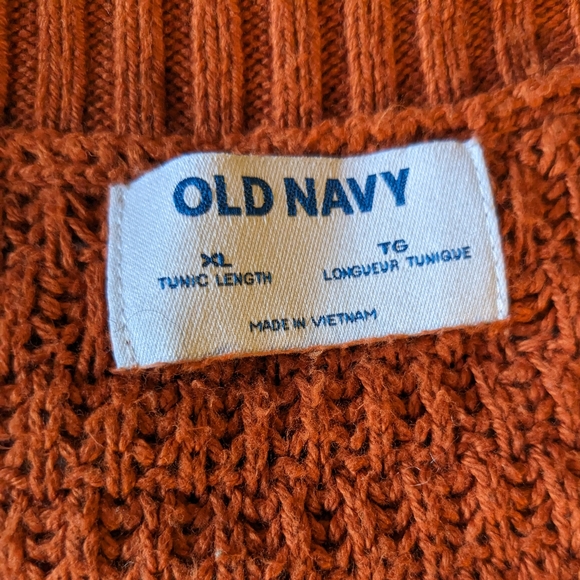 OLD NAVY
XL TG
TUNIC LENGTH LONGUEUR TUNIQUE
MADE IN VIETNAM